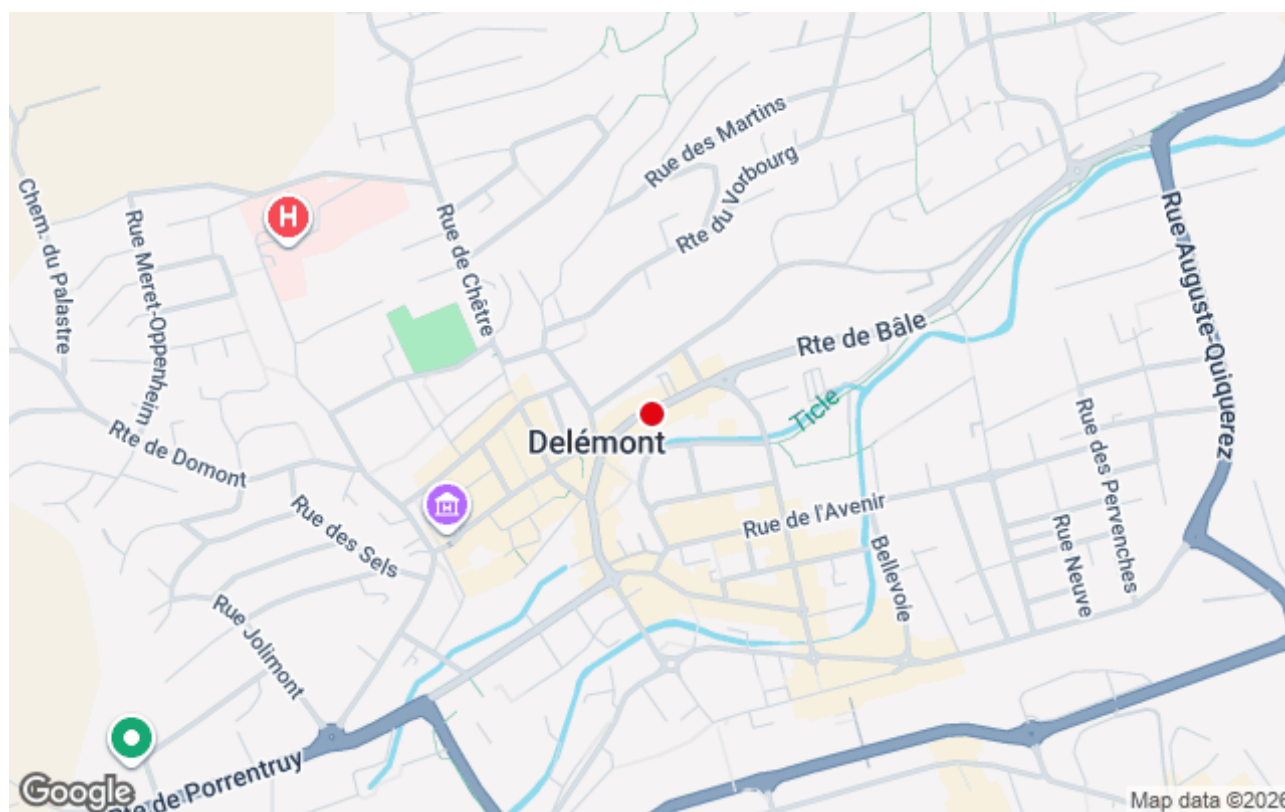 Rue des Martins
Rte du Vorbourg
Chem. du Palastre
Rue Meret-Oppenheim
H
Rue de Chêtre
Rue Auguste-Quiquerez
Rte de Bâle
Ticle
Delémont
Rte de Domont
Rue des Sels
Rue de l'Avenir
Bellevoie
Rue des Pervenches
Rue Neuve
Rue Jolimont
Rte de Porrentruy
Google
Map data ©2026